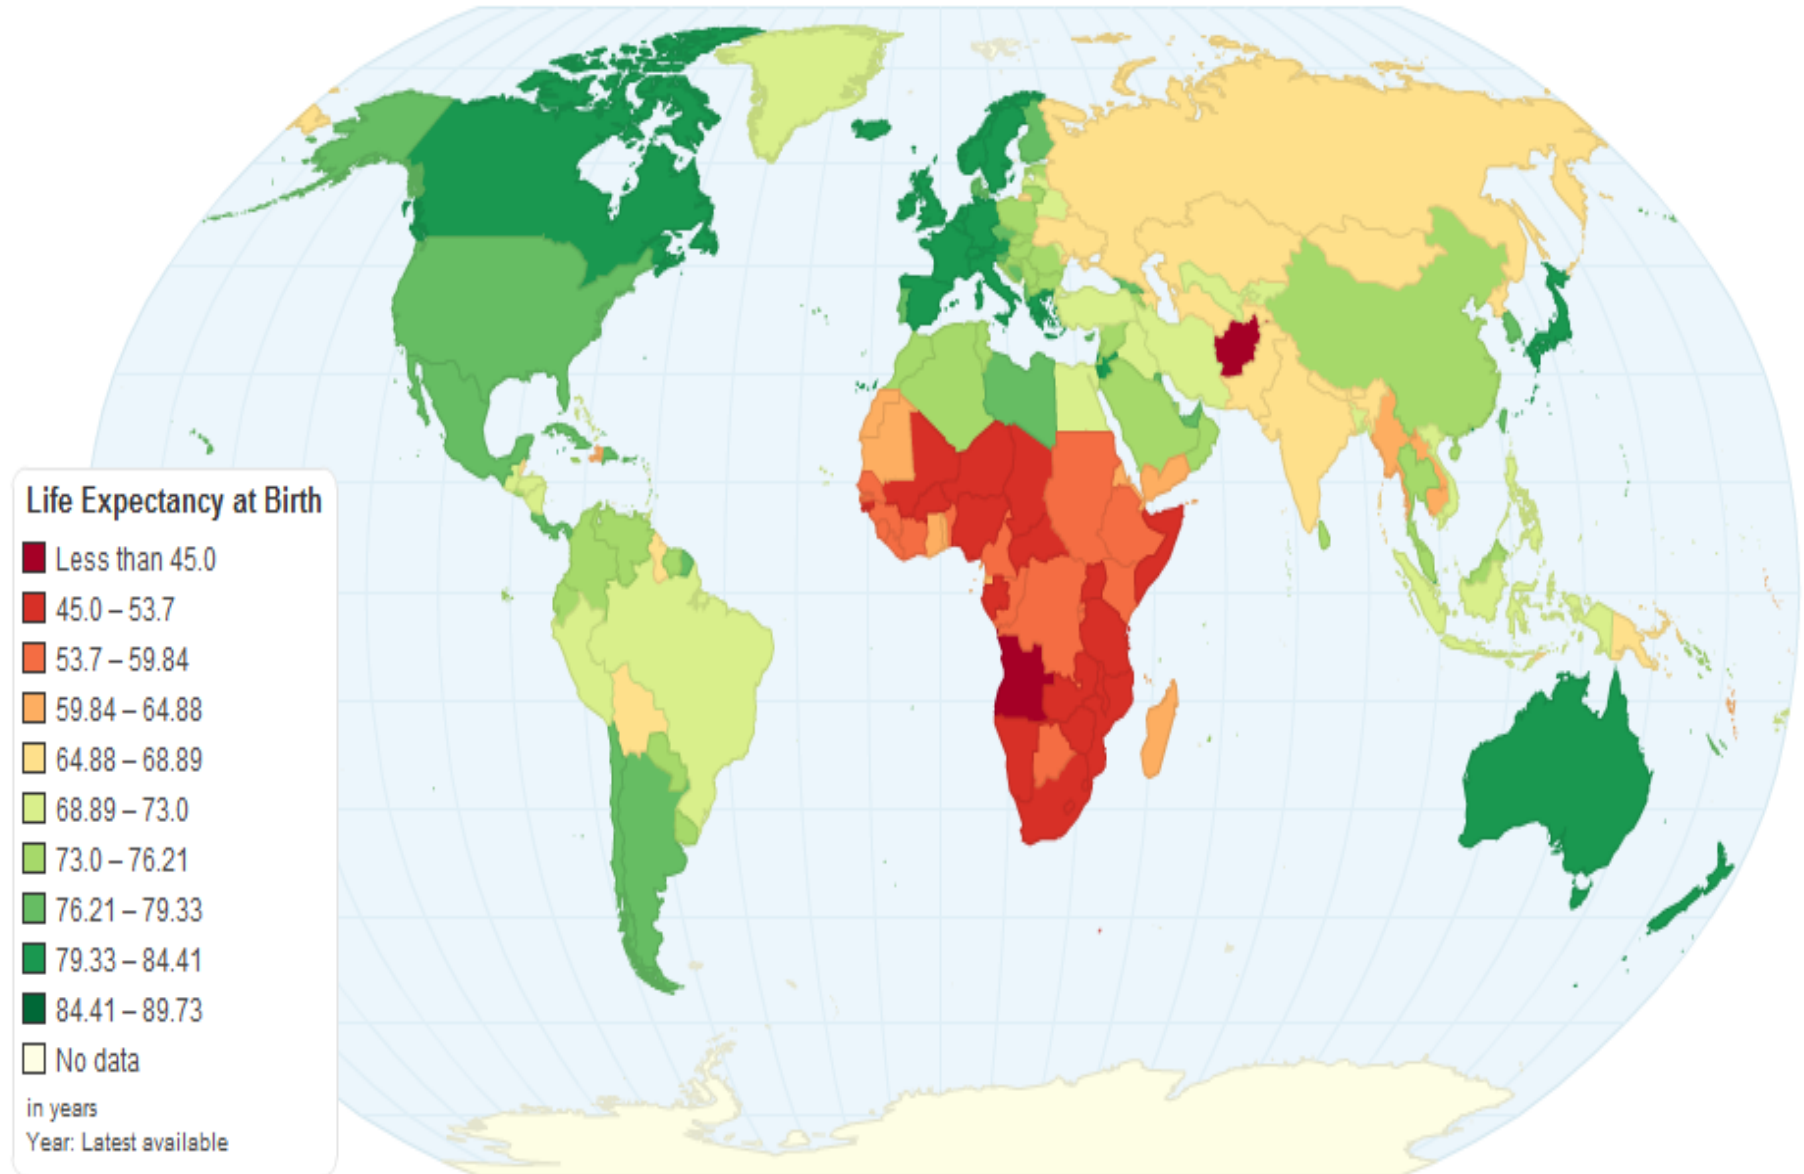 Life Expectancy at Birth
Less than 45.0
45.0 – 53.7
53.7 – 59.84
59.84 – 64.88
64.88 – 68.89
68.89 – 73.0
73.0 – 76.21
76.21 – 79.33
79.33 – 84.41
84.41 – 89.73
No data
in years
Year: Latest available